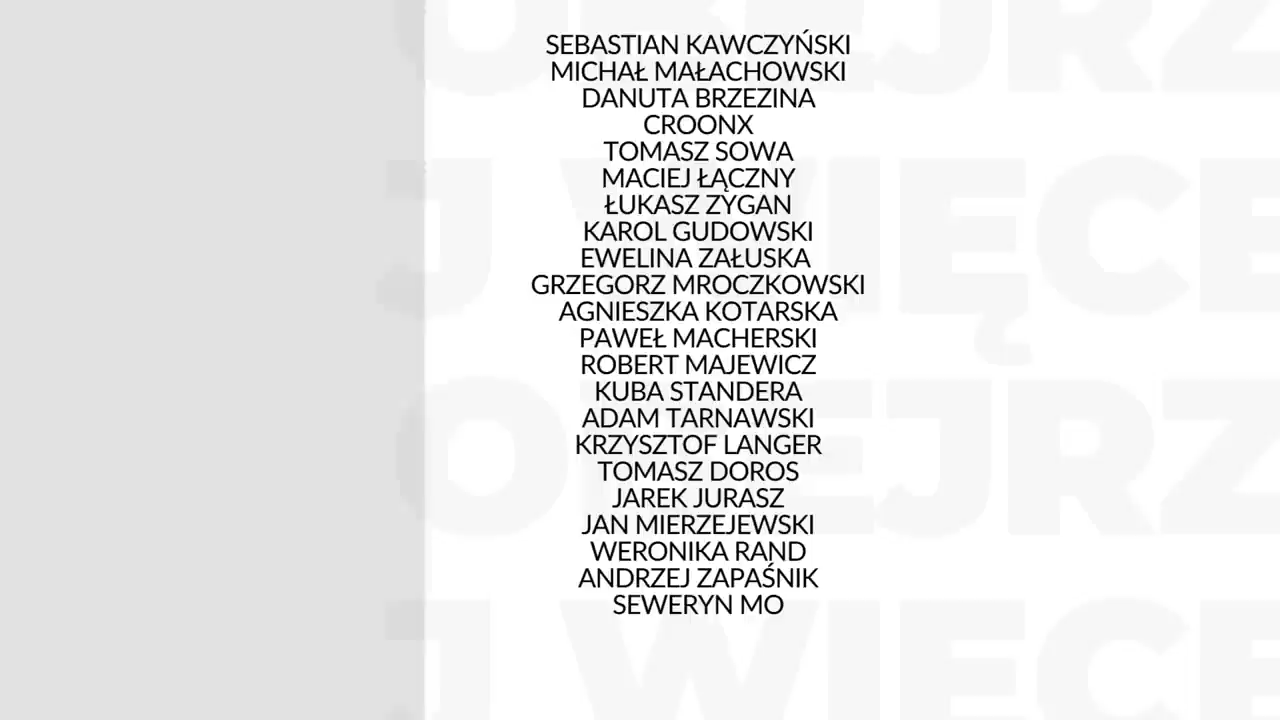 SEBASTIAN KAWCZYŃSKI
MICHAŁ MAŁACHOWSKI
DANUTA BRZEZINA
CROONX
TOMASZ SOWA
MACIEJ ŁĄCZNY
ŁUKASZ ZYGAN
KAROL GUDOWSKI
EWELINA ZAŁUSKA
GRZEGORZ MROCZKOWSKI
AGNIESZKA KOTARSKA
PAWEŁ MACHERSKI
ROBERT MAJEWICZ
KUBA STANDERA
ADAM TARNAWSKI
KRZYSZTOF LANGER
TOMASZ DOROS
JAREK JURASZ
JAN MIERZEJEWSKI
WERONIKA RAND
ANDRZEJ ZAPAŚNIK
SEWERYN MO